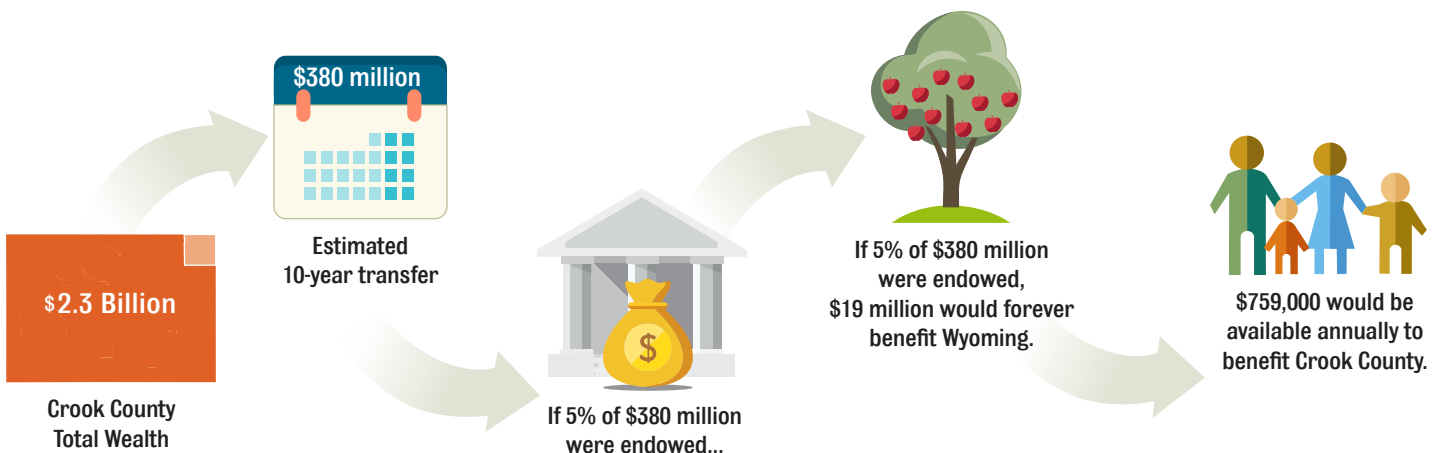 $2.3 Billion
Crook County
Total Wealth
$380 million
Estimated
10-year transfer
$
If 5% of $380 million
were endowed...
If 5% of $380 million
were endowed,
$19 million would forever
benefit Wyoming.
$759,000 would be
available annually to
benefit Crook County.